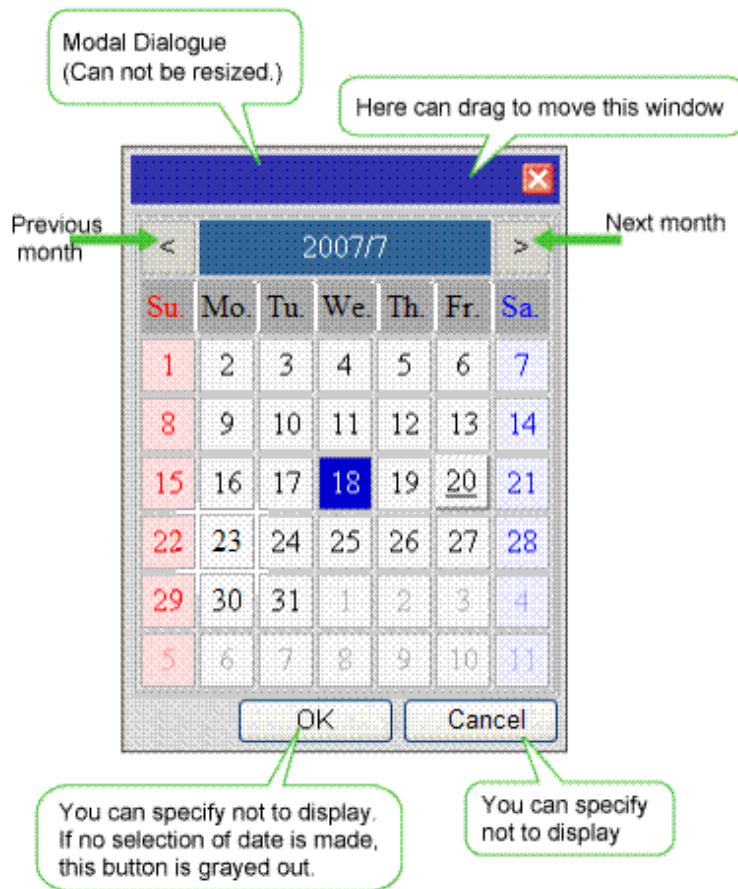 Modal Dialogue
(Can not be resized.)
Here can drag to move this window
Previous
month
< 2007/7 >
Next month
Su. Mo. Tu. We. Th. Fr. Sa.
1 2 3 4 5 6 7
8 9 10 11 12 13 14
15 16 17 18 19 20 21
22 23 24 25 26 27 28
29 30 31 1 2 3 4
5 6 7 8 9 10 11
OK Cancel
You can specify not to display.
If no selection of date is made,
this button is grayed out.
You can specify
not to display